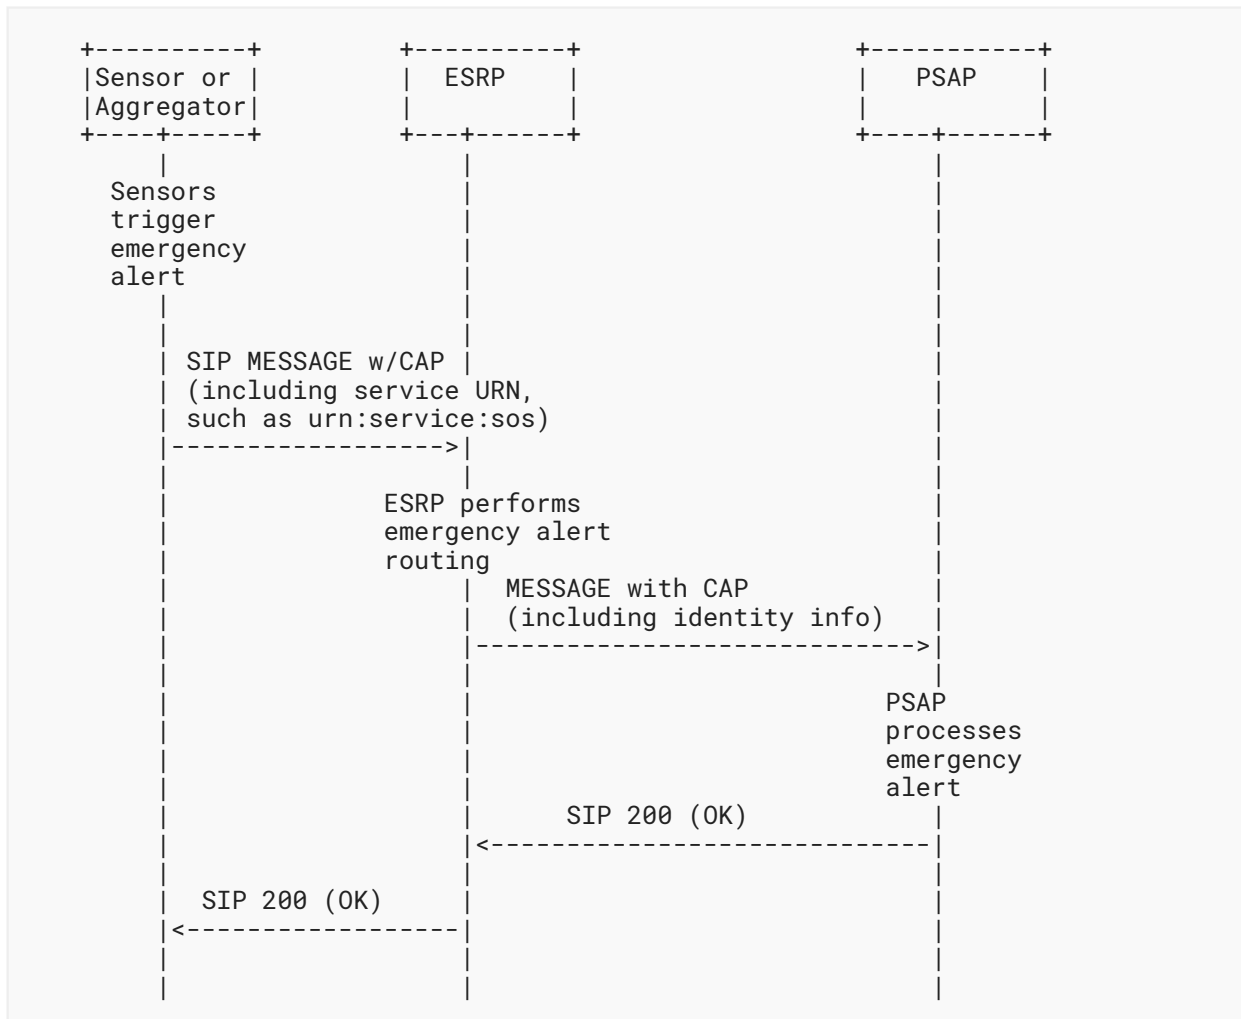 +----------+         +----------+                  +-----------+
|Sensor or |         |  ESRP    |                  |   PSAP    |
|Aggregator|         |          |                  |           |
+----+-----+         +---+------+                  +----+------+
     |                   |                              |
  Sensors                |                              |
  trigger                |                              |
  emergency              |                              |
  alert                  |                              |
     |                   |                              |
     |                   |                              |
     | SIP MESSAGE w/CAP |                              |
     | (including service URN,                          |
     | such as urn:service:sos)                         |
     |------------------>|                              |
     |                   |                              |
     |              ESRP performs                       |
     |              emergency alert                     |
     |              routing                             |
     |                   |  MESSAGE with CAP            |
     |                   |  (including identity info)   |
     |                   |----------------------------->|
     |                   |                              |
     |                   |                           PSAP
     |                   |                           processes
     |                   |                           emergency
     |                   |                           alert
     |                   |      SIP 200 (OK)            |
     |                   |<-----------------------------|
     |                   |                              |
     |  SIP 200 (OK)     |                              |
     |<------------------|                              |
     |                   |                              |
     |                   |                              |